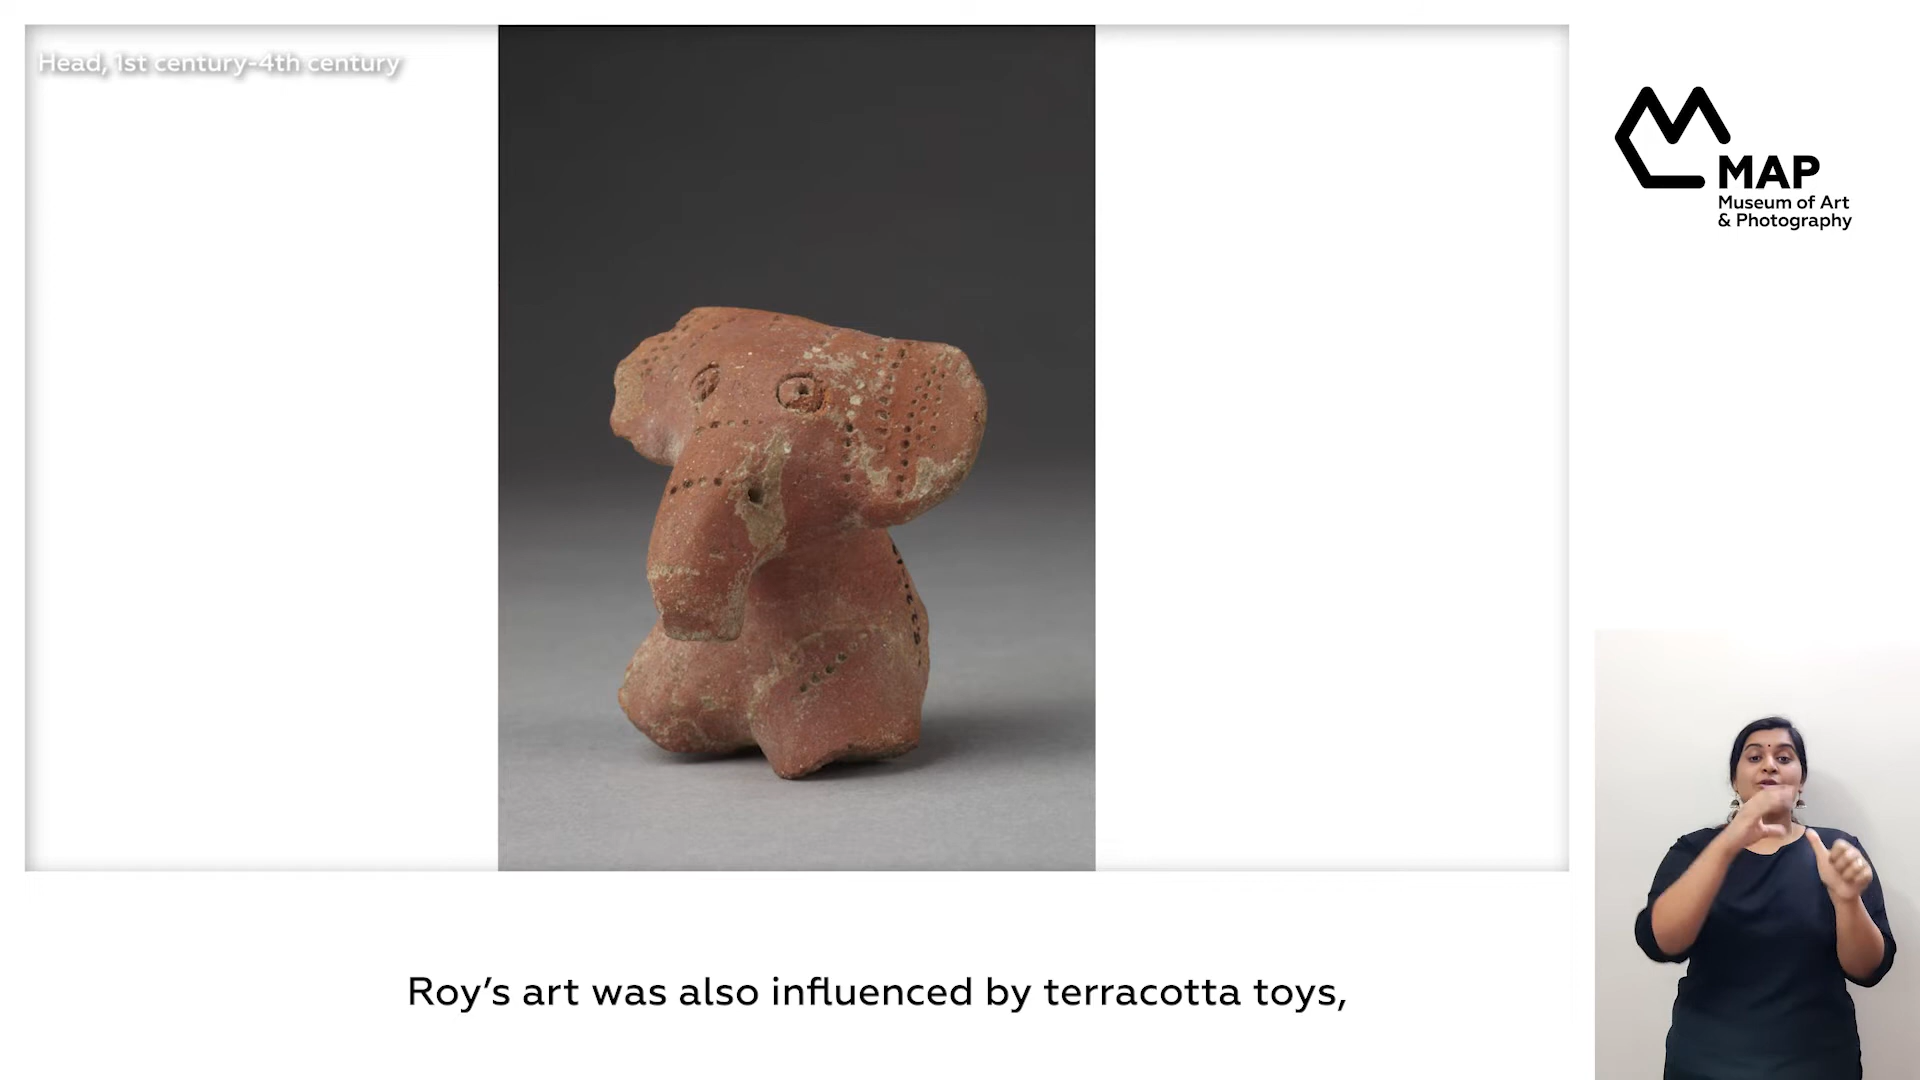 Head, 1st century-4th century
MAP
Museum of Art
& Photography
Roy’s art was also influenced by terracotta toys,